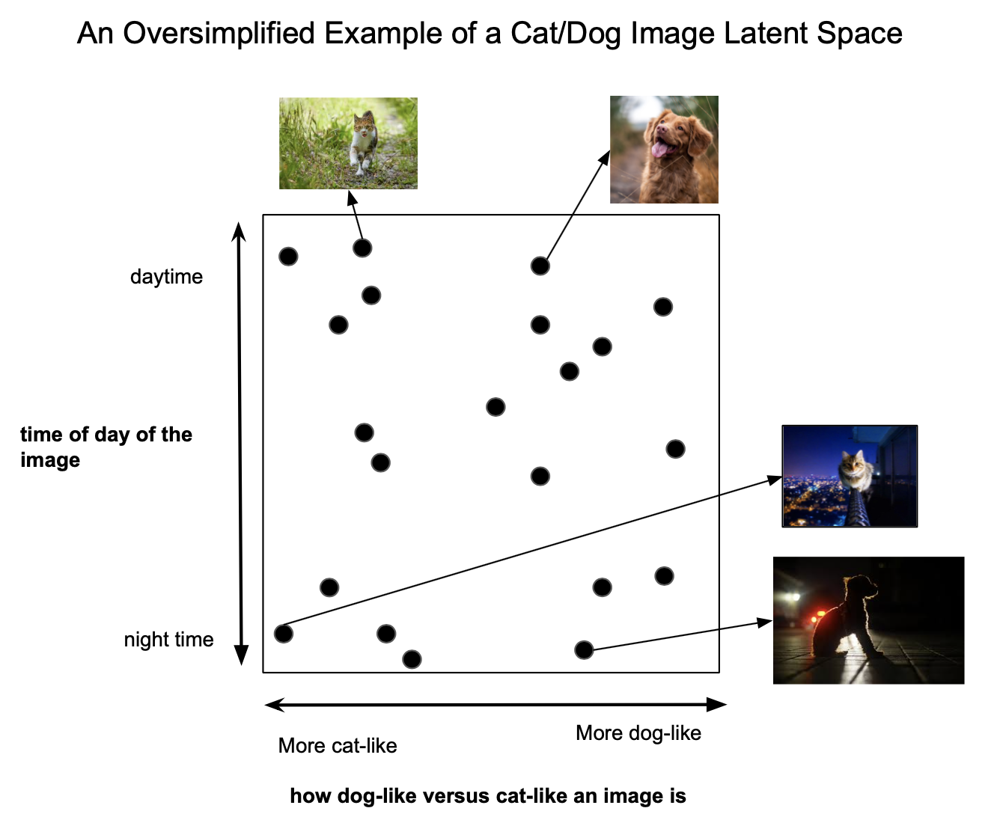 An Oversimplified Example of a Cat/Dog Image Latent Space
daytime
time of day of the
image
night time
More cat-like
More dog-like
how dog-like versus cat-like an image is